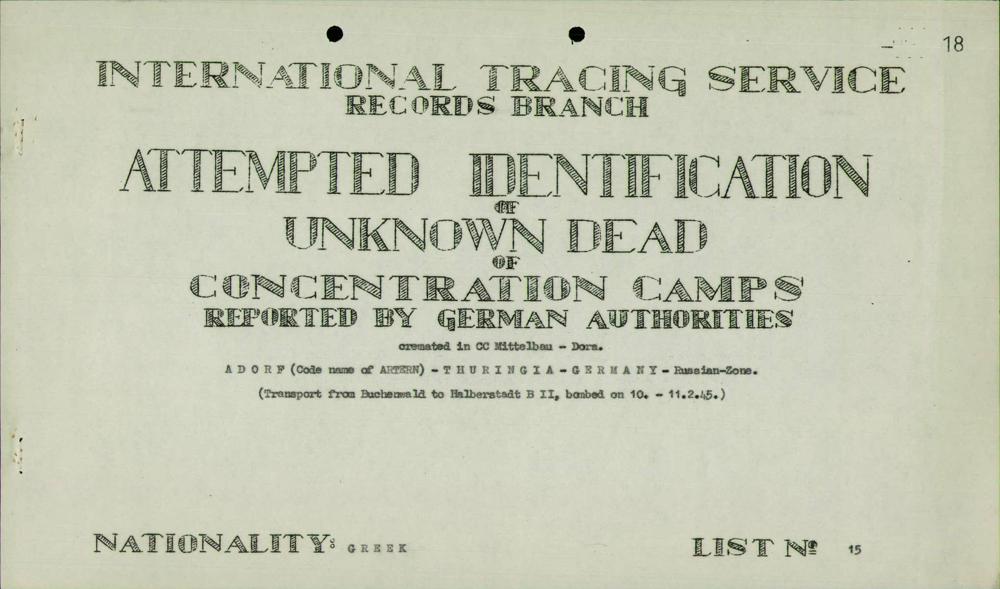 18
INTERNATIONAL TRACING SERVICE
RECORDS BRANCH
ATTEMPTED IDENTIFICATION
OF
UNKNOWN DEAD
OF
CONCENTRATION CAMPS
REPORTED BY GERMAN AUTHORITIES
cremated in CC Mittelbau - Dora.
A D O R F (Code name of ARTERN) - T H U R I N G I A - G E R M A N Y - Russian-Zone.
(Transport from Buchenwald to Halberstadt B II, bombed on 10. - 11.2.45.)
NATIONALITY: G R E E K
LIST Nº 15